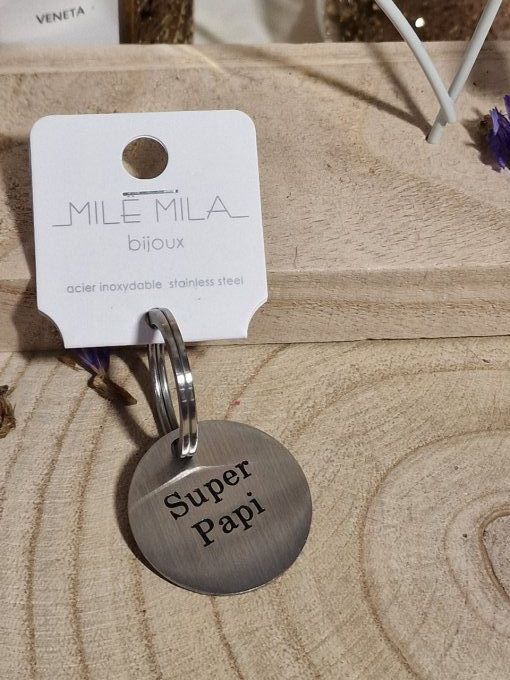 VENETA
MILĒ MILA
bijoux
acier inoxydable stainless steel
Super
Papi